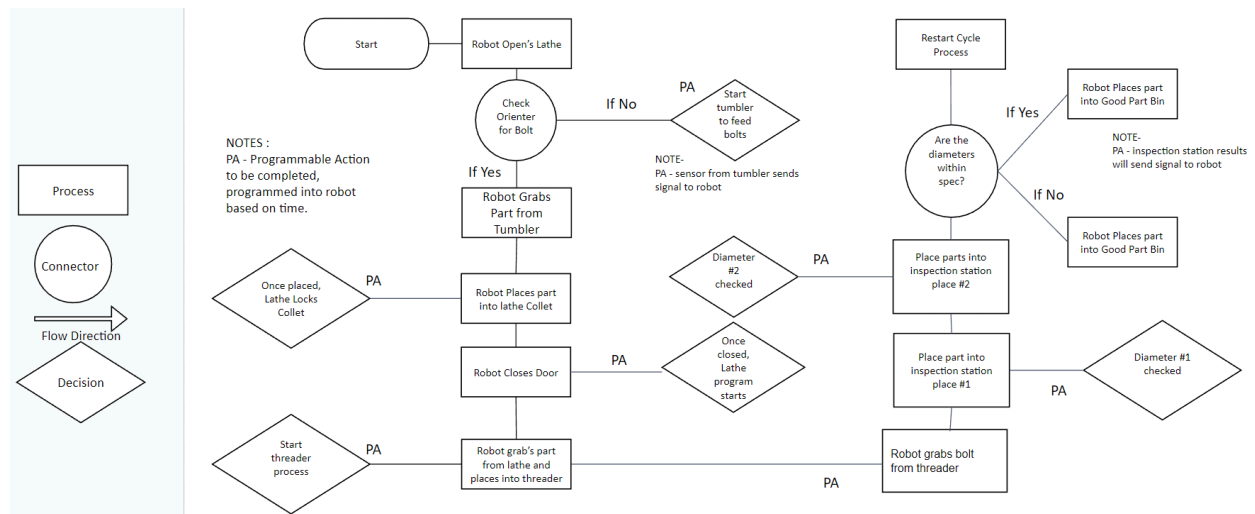 Process
Connector
Flow Direction
Decision
Start
Robot Open's Lathe
Check
Orienter
for Bolt
If No
PA
Start
tumbler
to feed
bolts
NOTE-
PA - sensor from tumbler sends
signal to robot
NOTES :
PA - Programmable Action
to be completed,
programmed into robot
based on time.
If Yes
Robot Grabs
Part from
Tumbler
Once placed,
Lathe Locks
Collet
PA
Robot Places part
into lathe Collet
Robot Closes Door
PA
Once
closed,
Lathe
program
starts
Start
threader
process
PA
Robot grab's part
from lathe and
places into threader
PA
Robot grabs bolt
from threader
Place part into
inspection station
place #1
PA
Diameter #1
checked
Place parts into
inspection station
place #2
PA
Diameter
#2
checked
Are the
diameters
within
spec?
If Yes
Robot Places part
into Good Part Bin
NOTE-
PA - inspection station results
will send signal to robot
If No
Robot Places part
into Good Part Bin
Restart Cycle
Process